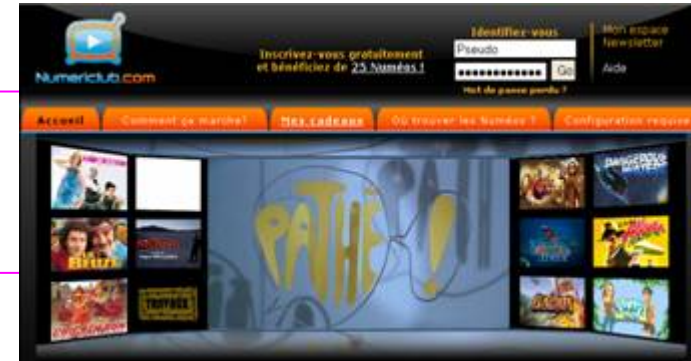 Identifiez-vous
Mon espace
Newsletter
Aide
Inscrivez-vous gratuitement
et bénéficiez de 25 Numéos !
Pseudo
Go
Mot de passe perdu ?
Numericlub.com
Accueil
Comment ça marche?
Mes cadeaux
Où trouver les Numéos ?
Configuration requise
PATHÉ !